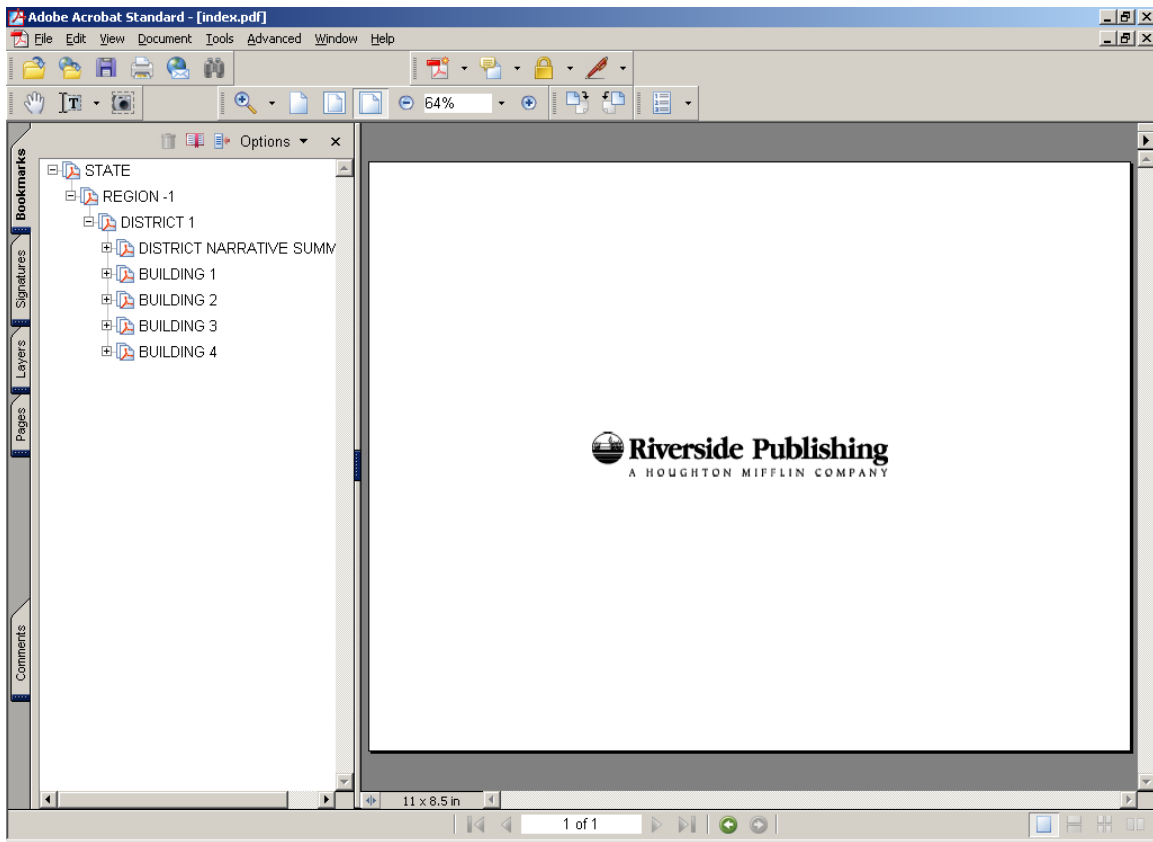 Adobe Acrobat Standard - [index.pdf]
File Edit View Document Tools Advanced Window Help
64%
Options
Bookmarks
Signatures
Layers
Pages
Comments
STATE
REGION -1
DISTRICT 1
DISTRICT NARRATIVE SUMM
BUILDING 1
BUILDING 2
BUILDING 3
BUILDING 4
Riverside Publishing
A HOUGHTON MIFFLIN COMPANY
11 x 8.5 in
1 of 1